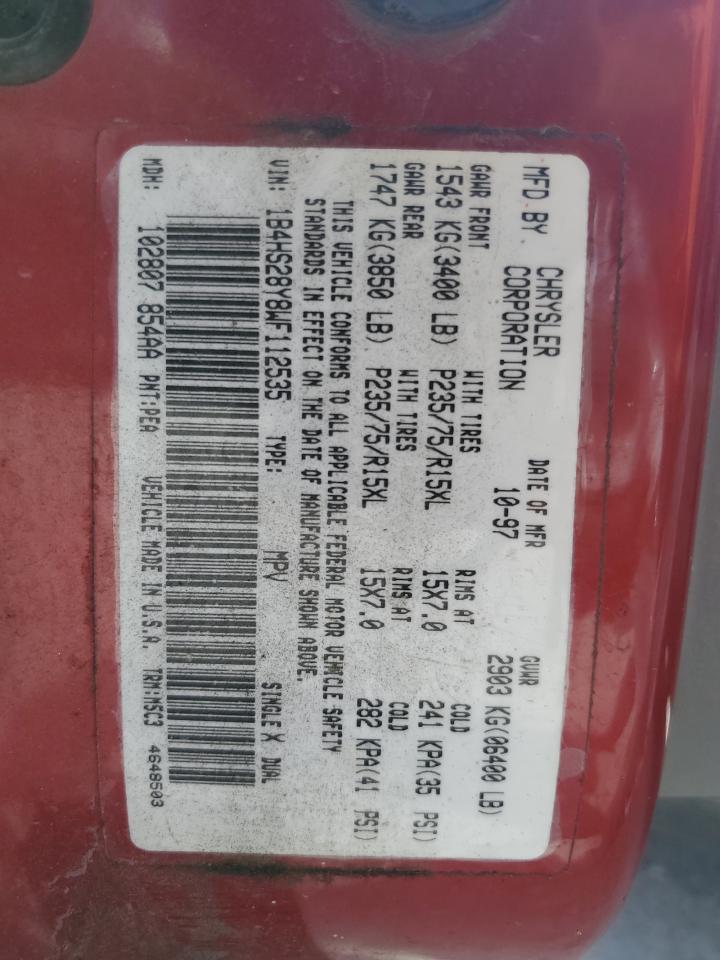 MFD BY CHRYSLER CORPORATION DATE OF MFR 10-97 GVWR 2903 KG(06400 LB)
GAWR FRONT WITH TIRES RIMS AT COLD
1543 KG(3400 LB) P235/75/R15XL 15X7.0 241 KPA(35 PSI)
GAWR REAR WITH TIRES RIMS AT COLD
1747 KG(3850 LB) P235/75/R15XL 15X7.0 282 KPA(41 PSI)
THIS VEHICLE CONFORMS TO ALL APPLICABLE FEDERAL MOTOR VEHICLE SAFETY
STANDARDS IN EFFECT ON THE DATE OF MANUFACTURE SHOWN ABOVE.
VIN: 1B4HS28Y8WF112535 TYPE: MPV SINGLE X DUAL
MDH: 102807 854AA PNT:PEA VEHICLE MADE IN U.S.A. TRM:M5C3 4648503